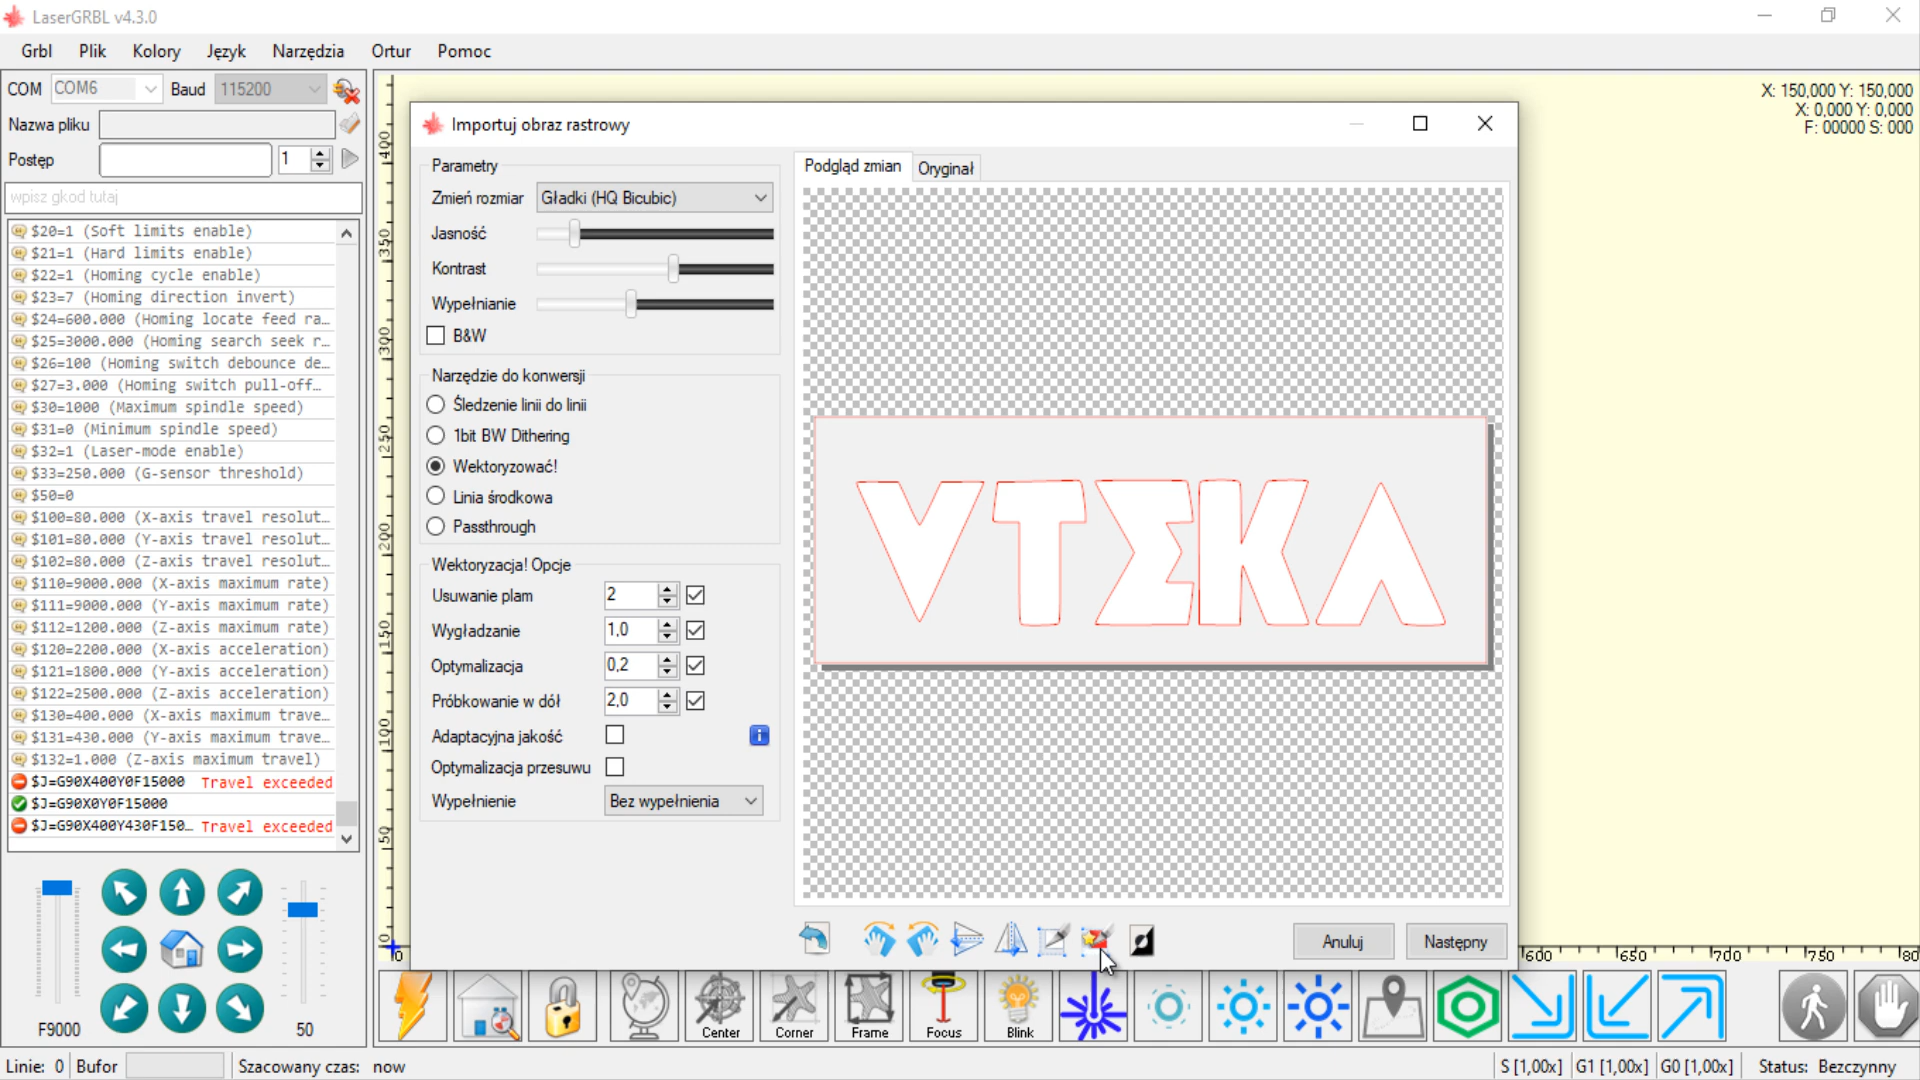 LaserGRBL v4.3.0
Grbl Plik Kolory Język Narzędzia Ortur Pomoc
COM COM6 Baud 115200
Nazwa pliku
Postęp 1
wpisz gkod tutaj
$20=1 (Soft limits enable)
$21=1 (Hard limits enable)
$22=1 (Homing cycle enable)
$23=7 (Homing direction invert)
$24=600.000 (Homing locate feed ra…
$25=3000.000 (Homing search seek r…
$26=100 (Homing switch debounce de…
$27=3.000 (Homing switch pull-off…
$30=1000 (Maximum spindle speed)
$31=0 (Minimum spindle speed)
$32=1 (Laser-mode enable)
$33=250.000 (G-sensor threshold)
$50=0
$100=80.000 (X-axis travel resolut…
$101=80.000 (Y-axis travel resolut…
$102=80.000 (Z-axis travel resolut…
$110=9000.000 (X-axis maximum rate)
$111=9000.000 (Y-axis maximum rate)
$112=1200.000 (Z-axis maximum rate)
$120=2200.000 (X-axis acceleration)
$121=1800.000 (Y-axis acceleration)
$122=2500.000 (Z-axis acceleration)
$130=400.000 (X-axis maximum trave…
$131=430.000 (Y-axis maximum trave…
$132=1.000 (Z-axis maximum travel)
$J=G90X400Y0F15000 Travel exceeded
$J=G90X0Y0F15000
$J=G90X400Y430F150… Travel exceeded
F9000 50
X: 150,000 Y: 150,000
X: 0,000 Y: 0,000
F: 00000 S: 000
400
350
300
250
200
150
100
50
0
0 600 650 700 750 80
Importuj obraz rastrowy
Parametry
Zmień rozmiar Gładki (HQ Bicubic)
Jasność
Kontrast
Wypełnianie
B&W
Narzędzie do konwersji
Śledzenie linii do linii
1bit BW Dithering
Wektoryzować!
Linia środkowa
Passthrough
Wektoryzacja! Opcje
Usuwanie plam 2
Wygładzanie 1,0
Optymalizacja 0,2
Próbkowanie w dół 2,0
Adaptacyjna jakość
Optymalizacja przesuwu
Wypełnienie Bez wypełnienia
Podgląd zmian Oryginał
VTEKA
Anuluj Następny
Center Corner Frame Focus Blink
Linie: 0 Bufor Szacowany czas: now
S [1,00x] G1 [1,00x] G0 [1,00x] Status: Bezczynny